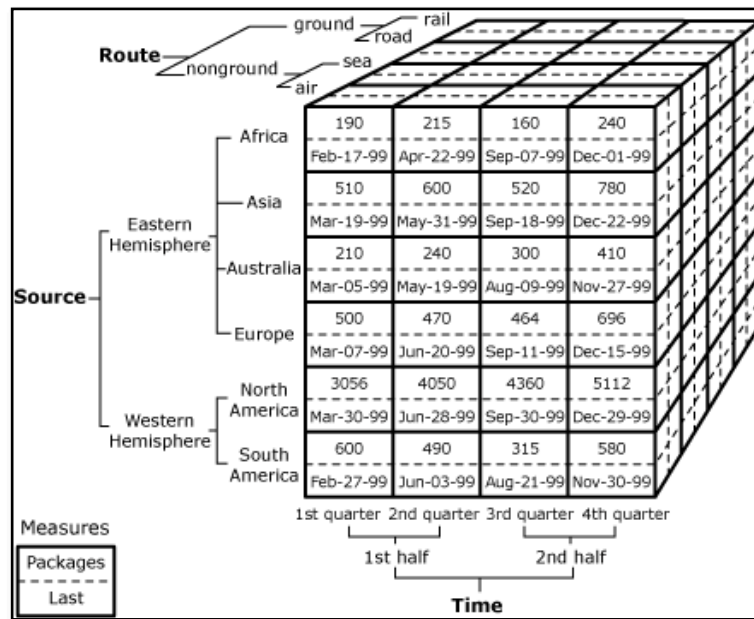 ground
rail
road
Route
nonground
sea
air
Africa
190 215 160 240
Feb-17-99 Apr-22-99 Sep-07-99 Dec-01-99
Asia
510 600 520 780
Mar-19-99 May-31-99 Sep-18-99 Dec-22-99
Eastern
Hemisphere
Australia
210 240 300 410
Mar-05-99 May-19-99 Aug-09-99 Nov-27-99
Source
Europe
500 470 464 696
Mar-07-99 Jun-20-99 Sep-11-99 Dec-15-99
North
America
3056 4050 4360 5112
Mar-30-99 Jun-28-99 Sep-30-99 Dec-29-99
Western
Hemisphere
South
America
600 490 315 580
Feb-27-99 Jun-03-99 Aug-21-99 Nov-30-99
1st quarter 2nd quarter 3rd quarter 4th quarter
1st half 2nd half
Time
Measures
Packages
Last